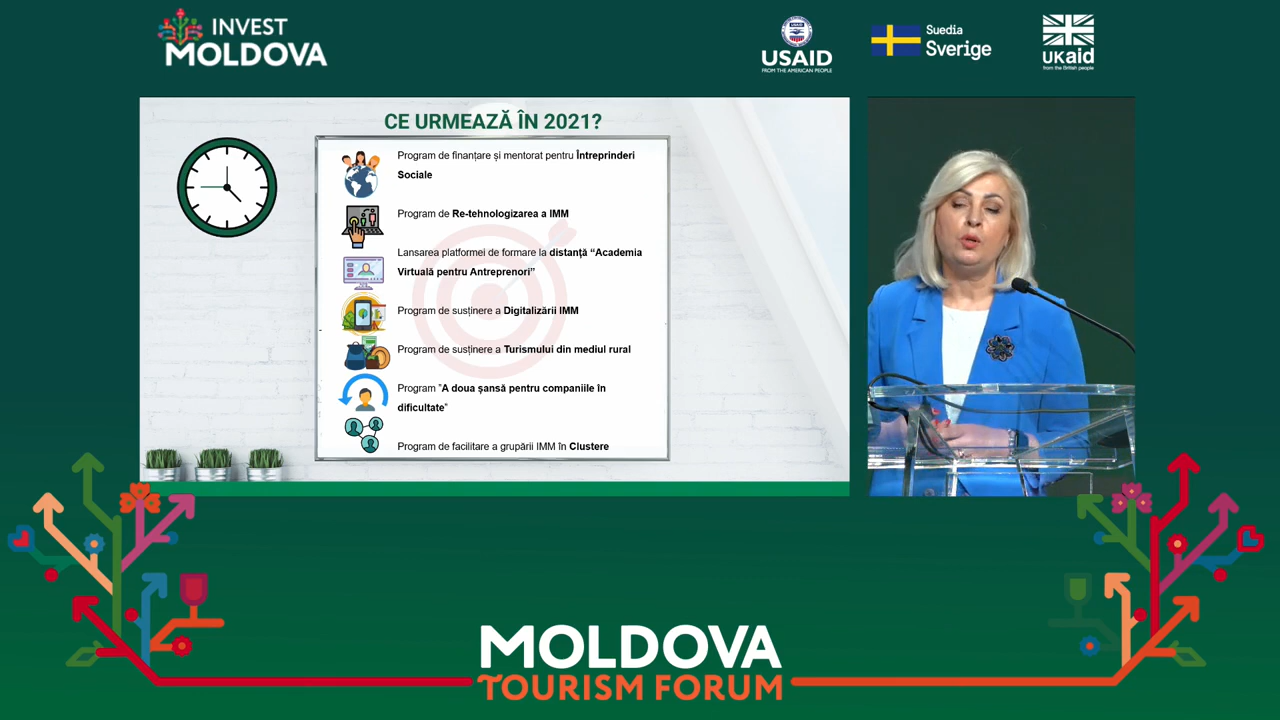 INVEST
MOLDOVA
USAID
FROM THE AMERICAN PEOPLE
Suedia
Sverige
UKaid
from the British people
CE URMEAZĂ ÎN 2021?
Program de finanțare și mentorat pentru Întreprinderi
Sociale
Program de Re-tehnologizarea a IMM
Lansarea platformei de formare la distanță “Academia
Virtuală pentru Antreprenori”
Program de susținere a Digitalizării IMM
Program de susținere a Turismului din mediul rural
Program "A doua șansă pentru companiile în
dificultate"
Program de facilitare a grupării IMM în Clustere
MOLDOVA
TOURISM FORUM